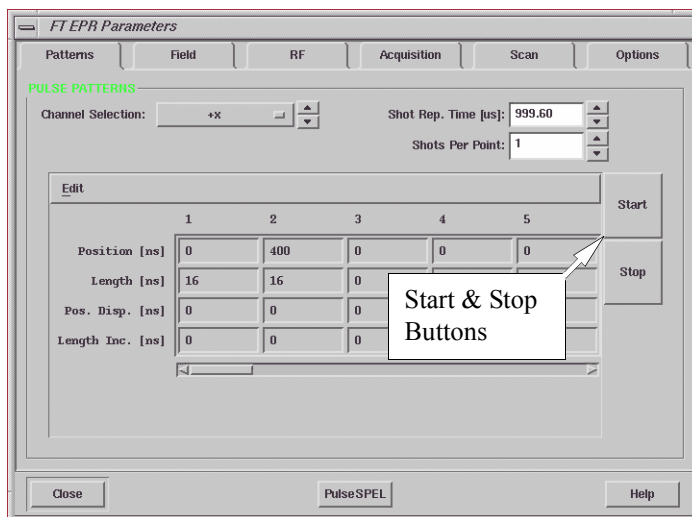 FT EPR Parameters
Patterns Field RF Acquisition Scan Options
PULSE PATTERNS
Channel Selection: +X Shot Rep. Time [us]: 999.60
Shots Per Point: 1
Edit
Start
1 2 3 4 5
Position [ns] 0 400 0 0 0
Length [ns] 16 16 0
Stop
Pos. Disp. [ns] 0 0 0
Length Inc. [ns] 0 0 0
Start & Stop
Buttons
Close PulseSPEL Help